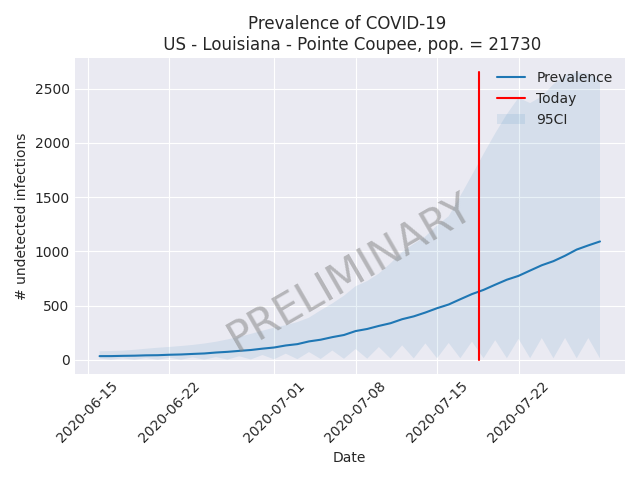 Prevalence of COVID-19
US - Louisiana - Pointe Coupee, pop. = 21730
Prevalence
Today
95CI
2500
2000
1500
1000
500
0
# undetected infections
PRELIMINARY
2020-06-15
2020-06-22
2020-07-01
2020-07-08
2020-07-15
2020-07-22
Date